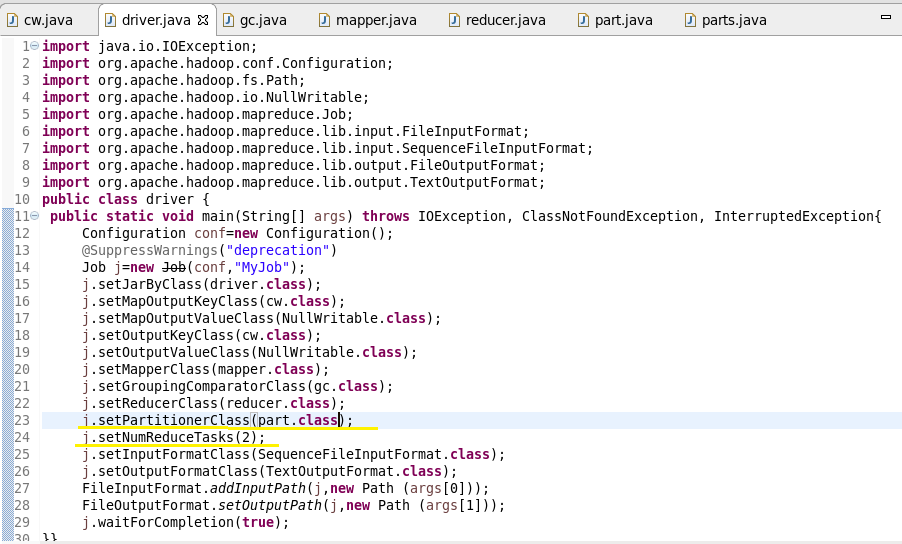 cw.java driver.java gc.java mapper.java reducer.java part.java parts.java
1 import java.io.IOException;
2 import org.apache.hadoop.conf.Configuration;
3 import org.apache.hadoop.fs.Path;
4 import org.apache.hadoop.io.NullWritable;
5 import org.apache.hadoop.mapreduce.Job;
6 import org.apache.hadoop.mapreduce.lib.input.FileInputFormat;
7 import org.apache.hadoop.mapreduce.lib.input.SequenceFileInputFormat;
8 import org.apache.hadoop.mapreduce.lib.output.FileOutputFormat;
9 import org.apache.hadoop.mapreduce.lib.output.TextOutputFormat;
10 public class driver {
11 public static void main(String[] args) throws IOException, ClassNotFoundException, InterruptedException{
12 Configuration conf=new Configuration();
13 @SuppressWarnings("deprecation")
14 Job j=new Job(conf,"MyJob");
15 j.setJarByClass(driver.class);
16 j.setMapOutputKeyClass(cw.class);
17 j.setMapOutputValueClass(NullWritable.class);
18 j.setOutputKeyClass(cw.class);
19 j.setOutputValueClass(NullWritable.class);
20 j.setMapperClass(mapper.class);
21 j.setGroupingComparatorClass(gc.class);
22 j.setReducerClass(reducer.class);
23 j.setPartitionerClass(part.class);
24 j.setNumReduceTasks(2);
25 j.setInputFormatClass(SequenceFileInputFormat.class);
26 j.setOutputFormatClass(TextOutputFormat.class);
27 FileInputFormat.addInputPath(j,new Path (args[0]));
28 FileOutputFormat.setOutputPath(j,new Path (args[1]));
29 j.waitForCompletion(true);
30 }}